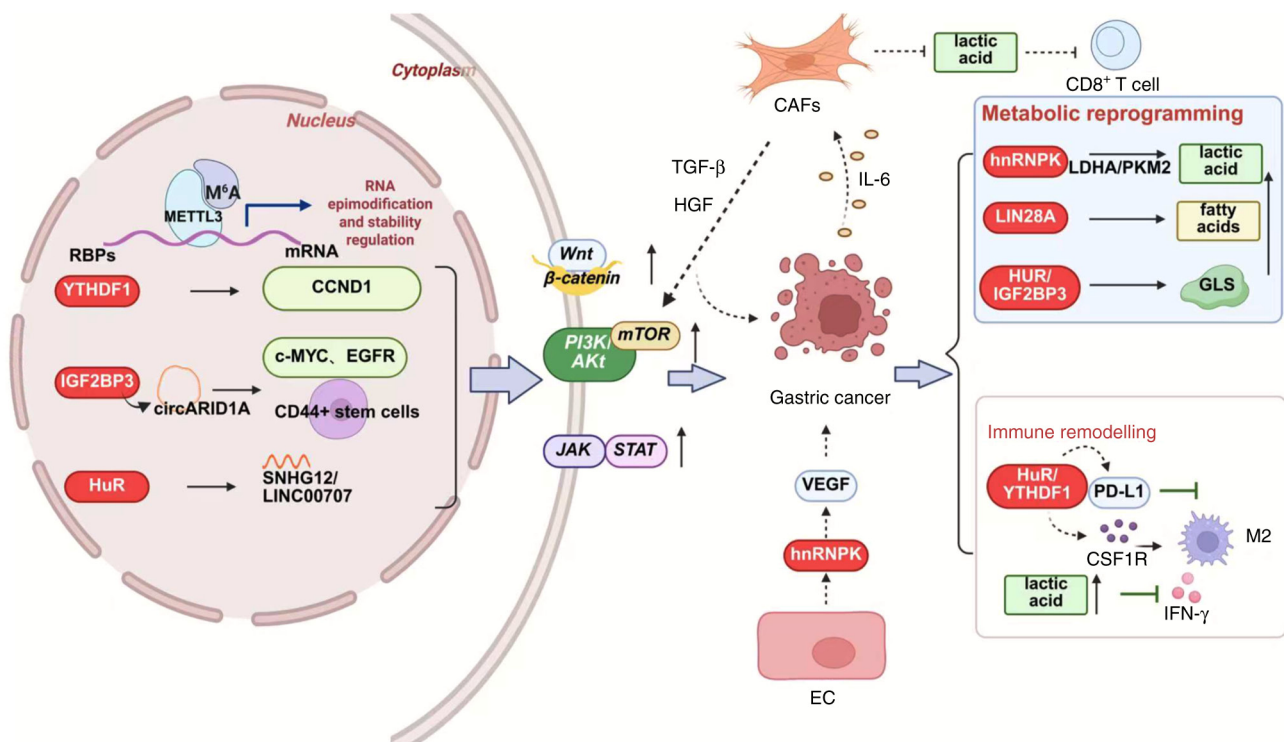 Cytoplasm
Nucleus
M⁶A
METTL3
RNA
epimodification
and stability
regulation
RBPs
mRNA
YTHDF1
CCND1
IGF2BP3
circARID1A
c-MYC、EGFR
CD44+ stem cells
HuR
SNHG12/
LINC00707
Wnt
β-catenin
PI3K/
AKt
mTOR
JAK
STAT
CAFs
lactic
acid
CD8⁺ T cell
TGF-β
HGF
IL-6
Gastric cancer
VEGF
hnRNPK
EC
Metabolic reprogramming
hnRNPK
LDHA/PKM2
lactic
acid
LIN28A
fatty
acids
HUR/
IGF2BP3
GLS
Immune remodelling
HuR/
YTHDF1
PD-L1
CSF1R
M2
lactic
acid
IFN-γ